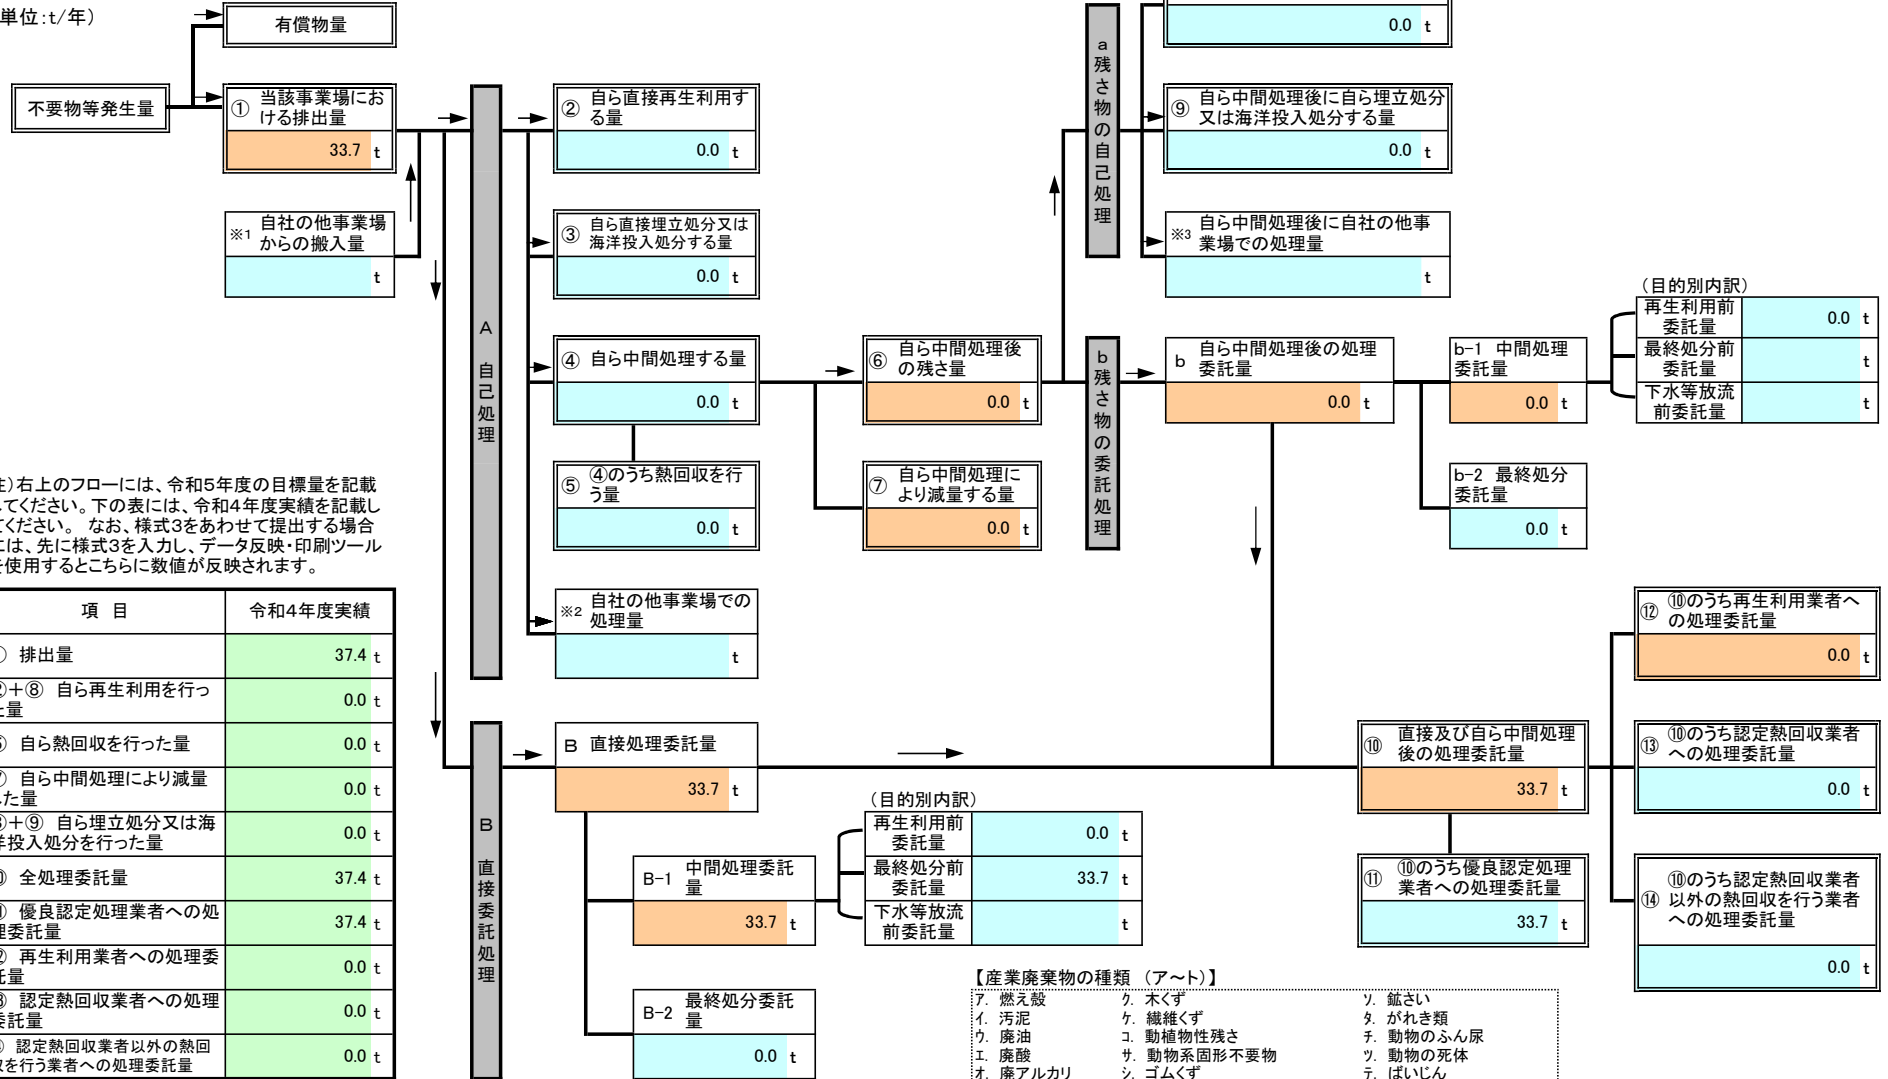 単位:t/年）
有償物量
不要物等発生量
① 当該事業場にお
ける排出量
33.7 t
※1 自社の他事業場
からの搬入量
t
A 自己処理
② 自ら直接再生利用す
る量
0.0 t
③ 自ら直接埋立処分又は
海洋投入処分する量
0.0 t
④ 自ら中間処理する量
0.0 t
⑤ ④のうち熱回収を行
う量
0.0 t
※2 自社の他事業場での
処理量
t
⑥ 自ら中間処理後
の残さ量
0.0 t
⑦ 自ら中間処理に
より減量する量
0.0 t
a残さ物の自己処理
0.0 t
⑨ 自ら中間処理後に自ら埋立処分
又は海洋投入処分する量
0.0 t
※3 自ら中間処理後に自社の他事
業場での処理量
t
b残さ物の委託処理
b 自ら中間処理後の処理
委託量
0.0 t
b-1 中間処理
委託量
0.0 t
（目的別内訳）
再生利用前
委託量
0.0 t
最終処分前
委託量
t
下水等放流
前委託量
t
b-2 最終処分
委託量
0.0 t
注）右上のフローには、令和5年度の目標量を記載
してください。下の表には、令和4年度実績を記載し
てください。 なお、様式3をあわせて提出する場合
には、先に様式3を入力し、データ反映・印刷ツール
を使用するとこちらに数値が反映されます。
項 目 令和4年度実績
排出量 37.4 t
②＋⑧ 自ら再生利用を行っ
た量 0.0 t
自ら熱回収を行った量 0.0 t
自ら中間処理により減量
した量 0.0 t
③＋⑨ 自ら埋立処分又は海
洋投入処分を行った量 0.0 t
全処理委託量 37.4 t
優良認定処理業者への処
理委託量 37.4 t
再生利用業者への処理委
託量 0.0 t
認定熱回収業者への処理
委託量 0.0 t
認定熱回収業者以外の熱回
収を行う業者への処理委託量 0.0 t
B 直接委託処理
B 直接処理委託量
33.7 t
B-1 中間処理委託
量
33.7 t
（目的別内訳）
再生利用前
委託量
0.0 t
最終処分前
委託量
33.7 t
下水等放流
前委託量
t
B-2 最終処分委託
量
0.0 t
⑩ 直接及び自ら中間処理
後の処理委託量
33.7 t
⑪ ⑩のうち優良認定処理
業者への処理委託量
33.7 t
⑫ ⑩のうち再生利用業者へ
の処理委託量
0.0 t
⑬ ⑩のうち認定熱回収業者
への処理委託量
0.0 t
⑭ ⑩のうち認定熱回収業者
以外の熱回収を行う業者
への処理委託量
0.0 t
【産業廃棄物の種類 （ア～ト）】
ア. 燃え殻 ク. 木くず ソ. 鉱さい
イ. 汚泥 ケ. 繊維くず タ. がれき類
ウ. 廃油 コ. 動植物性残さ チ. 動物のふん尿
エ. 廃酸 サ. 動物系固形不要物 ツ. 動物の死体
オ. 廃アルカリ シ. ゴムくず テ. ばいじん